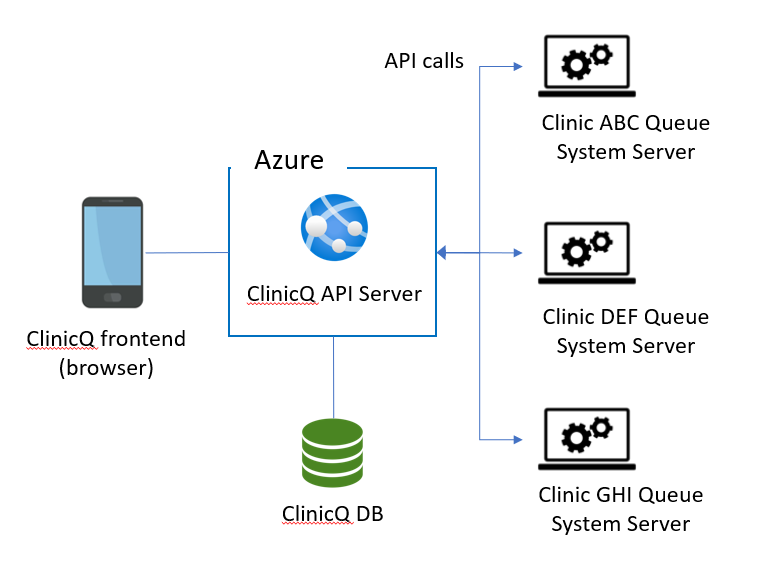 API calls
Clinic ABC Queue
System Server
Azure
ClinicQ API Server
ClinicQ frontend
(browser)
Clinic DEF Queue
System Server
Clinic GHI Queue
System Server
ClinicQ DB